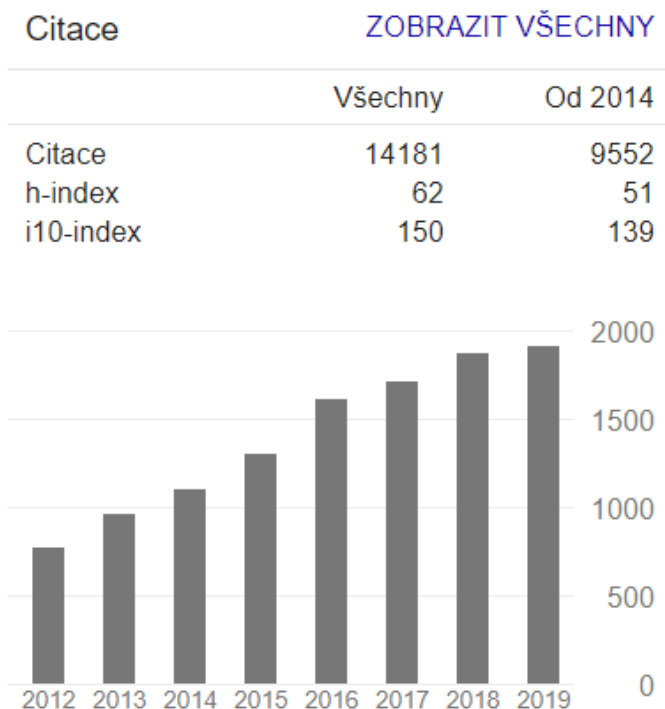 Citace ZOBRAZIT VŠECHNY
Všechny Od 2014
Citace 14181 9552
h-index 62 51
i10-index 150 139
2000
1500
1000
500
0
2012 2013 2014 2015 2016 2017 2018 2019